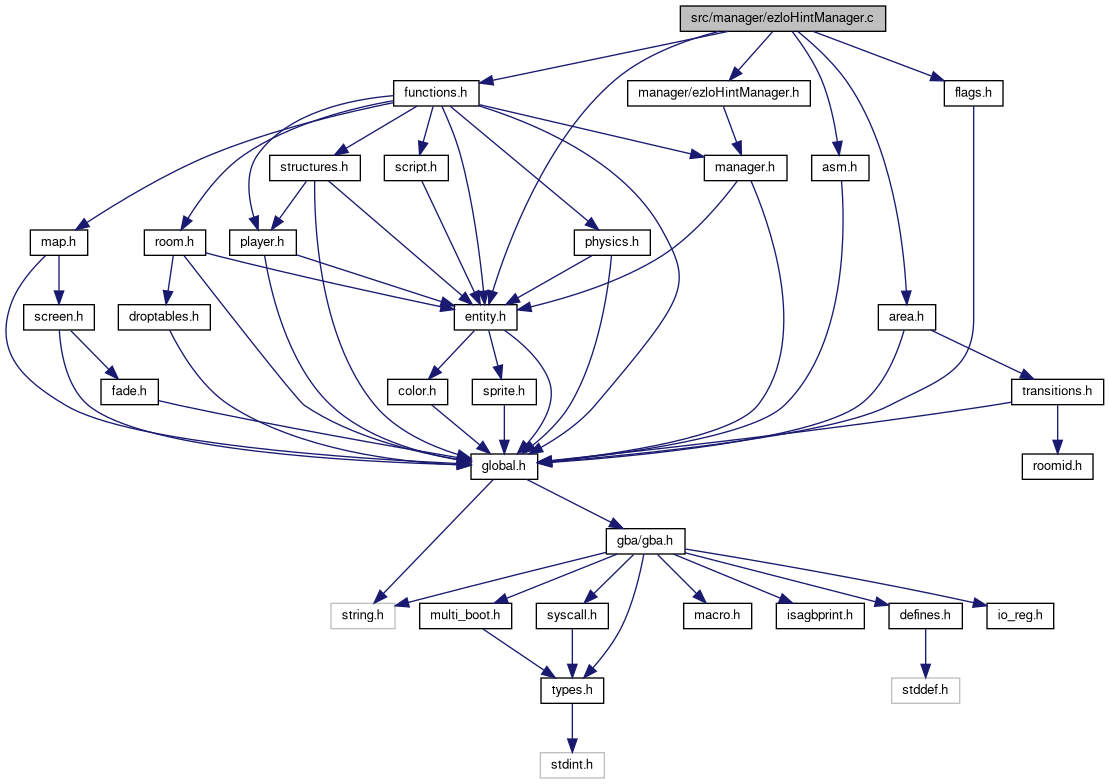 src/manager/ezloHintManager.c
functions.h
manager/ezloHintManager.h
flags.h
structures.h
script.h
manager.h
asm.h
map.h
room.h
player.h
physics.h
screen.h
droptables.h
entity.h
area.h
fade.h
color.h
sprite.h
transitions.h
global.h
roomid.h
gba/gba.h
string.h
multi_boot.h
syscall.h
macro.h
isagbprint.h
defines.h
io_reg.h
types.h
stddef.h
stdint.h